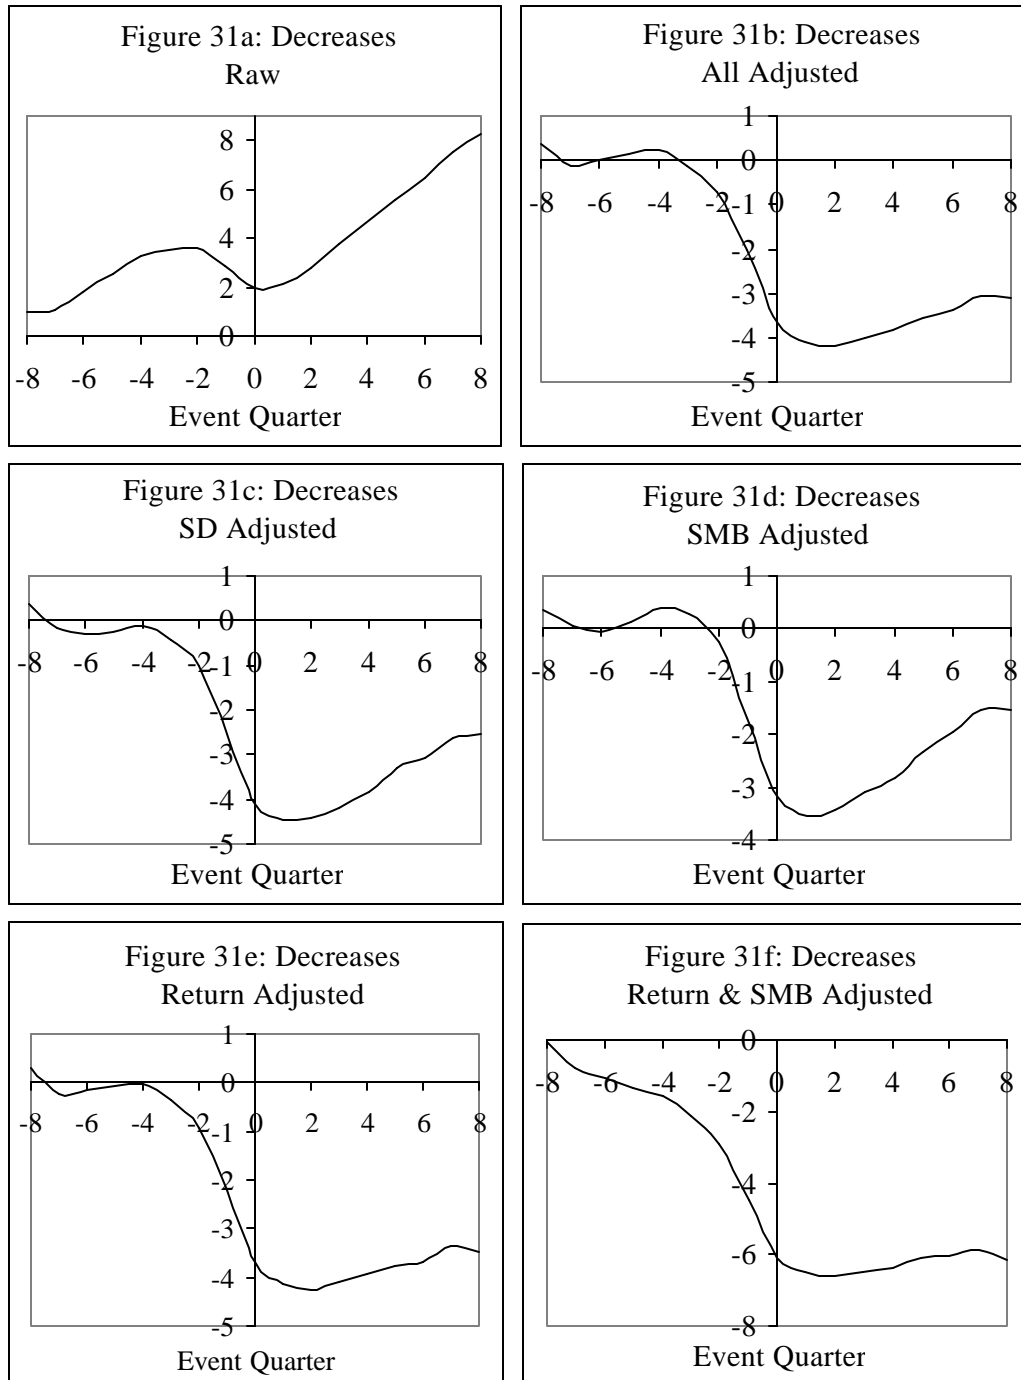 Figure 31a: Decreases
Raw
8
6
4
2
0
-8 -6 -4 -2 0 2 4 6 8
Event Quarter
Figure 31b: Decreases
All Adjusted
1
0
-1
-2
-3
-4
-5
-8 -6 -4 -2 0 2 4 6 8
Event Quarter
Figure 31c: Decreases
SD Adjusted
1
0
-1
-2
-3
-4
-5
-8 -6 -4 -2 0 2 4 6 8
Event Quarter
Figure 31d: Decreases
SMB Adjusted
1
0
-1
-2
-3
-4
-8 -6 -4 -2 0 2 4 6 8
Event Quarter
Figure 31e: Decreases
Return Adjusted
1
0
-1
-2
-3
-4
-5
-8 -6 -4 -2 0 2 4 6 8
Event Quarter
Figure 31f: Decreases
Return & SMB Adjusted
0
-2
-4
-6
-8
-8 -6 -4 -2 0 2 4 6 8
Event Quarter